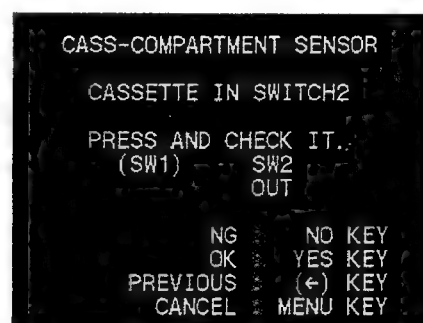 CASS-COMPARTMENT SENSOR
CASSETTE IN SWITCH2
PRESS AND CHECK IT.
(SW1) SW2
OUT
NG : NO KEY
OK : YES KEY
PREVIOUS : (←) KEY
CANCEL : MENU KEY